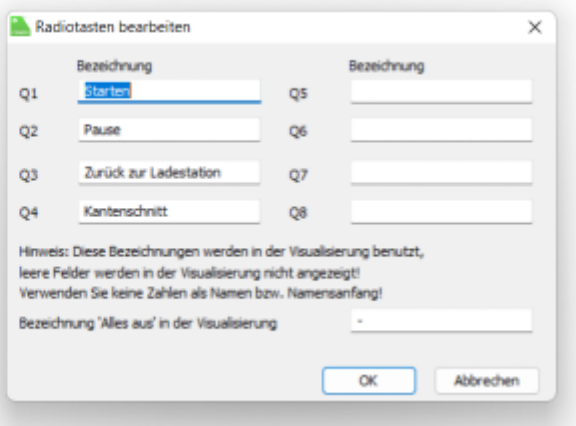 Radiotasten bearbeiten
Bezeichnung Bezeichnung
Q1 Starten Q5
Q2 Pause Q6
Q3 Zurück zur Ladestation Q7
Q4 Kantenschnitt Q8
Hinweis: Diese Bezeichnungen werden in der Visualisierung benutzt,
leere Felder werden in der Visualisierung nicht angezeigt!
Verwenden Sie keine Zahlen als Namen bzw. Namensanfang!
Bezeichnung 'Alles aus' in der Visualisierung -
OK Abbrechen